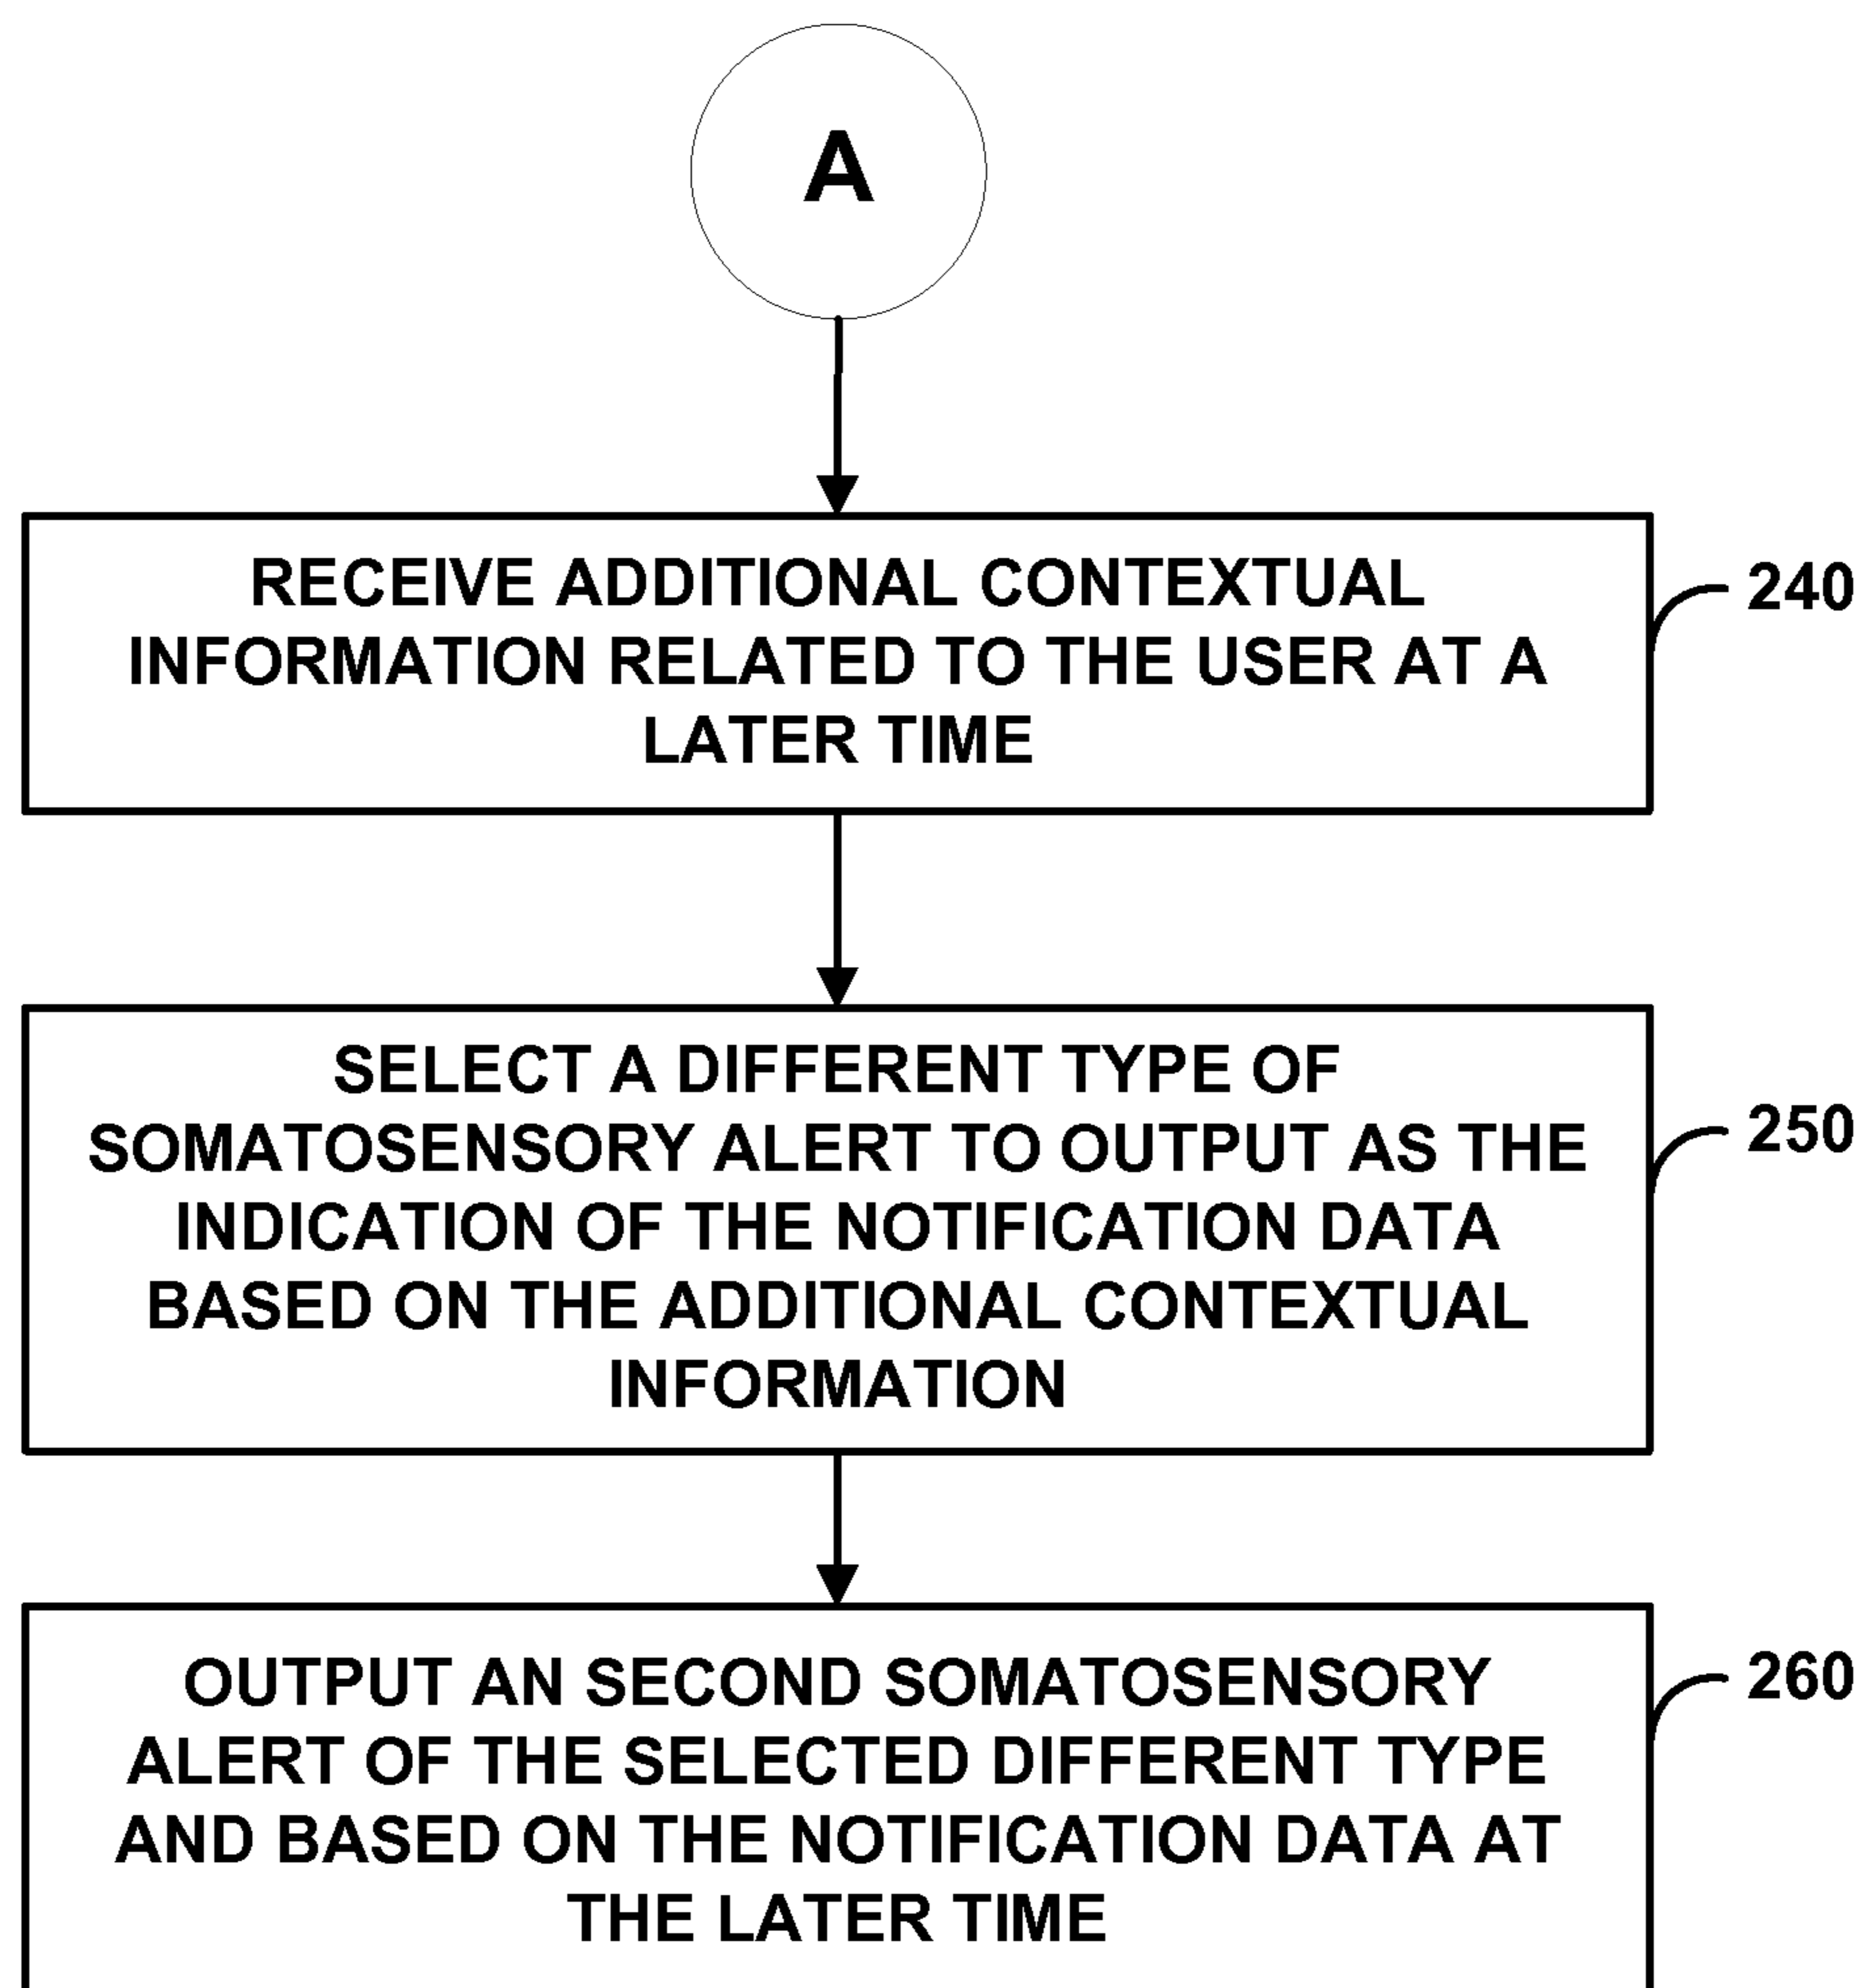 A
RECEIVE ADDITIONAL CONTEXTUAL
INFORMATION RELATED TO THE USER AT A
LATER TIME
240
SELECT A DIFFERENT TYPE OF
SOMATOSENSORY ALERT TO OUTPUT AS THE
INDICATION OF THE NOTIFICATION DATA
BASED ON THE ADDITIONAL CONTEXTUAL
INFORMATION
250
OUTPUT AN SECOND SOMATOSENSORY
ALERT OF THE SELECTED DIFFERENT TYPE
AND BASED ON THE NOTIFICATION DATA AT
THE LATER TIME
260